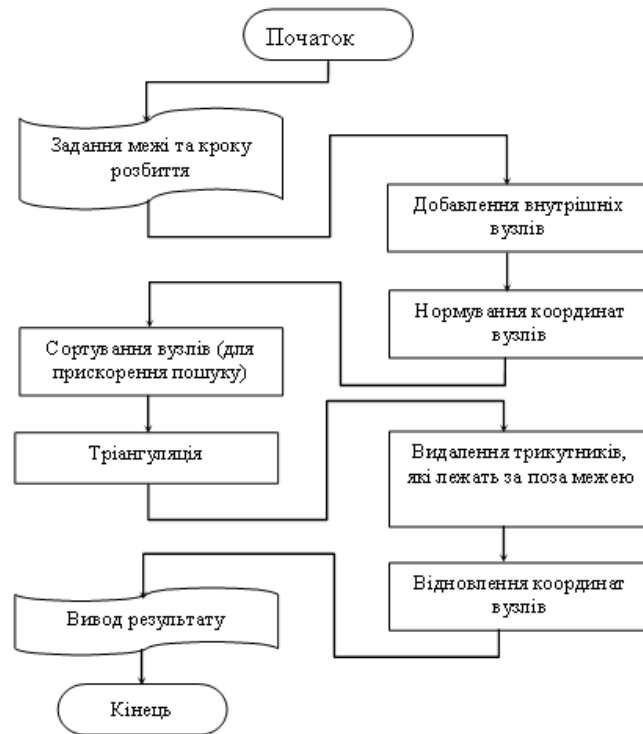 Початок
Задання межі та кроку
розбиття
Добавлення внутрішніх
вузлів
Нормування координат
вузлів
Сортування вузлів (для
прискорення пошуку)
Тріангуляція
Видалення трикутників,
які лежать за поза межею
Відновлення координат
вузлів
Вивод результату
Кінець